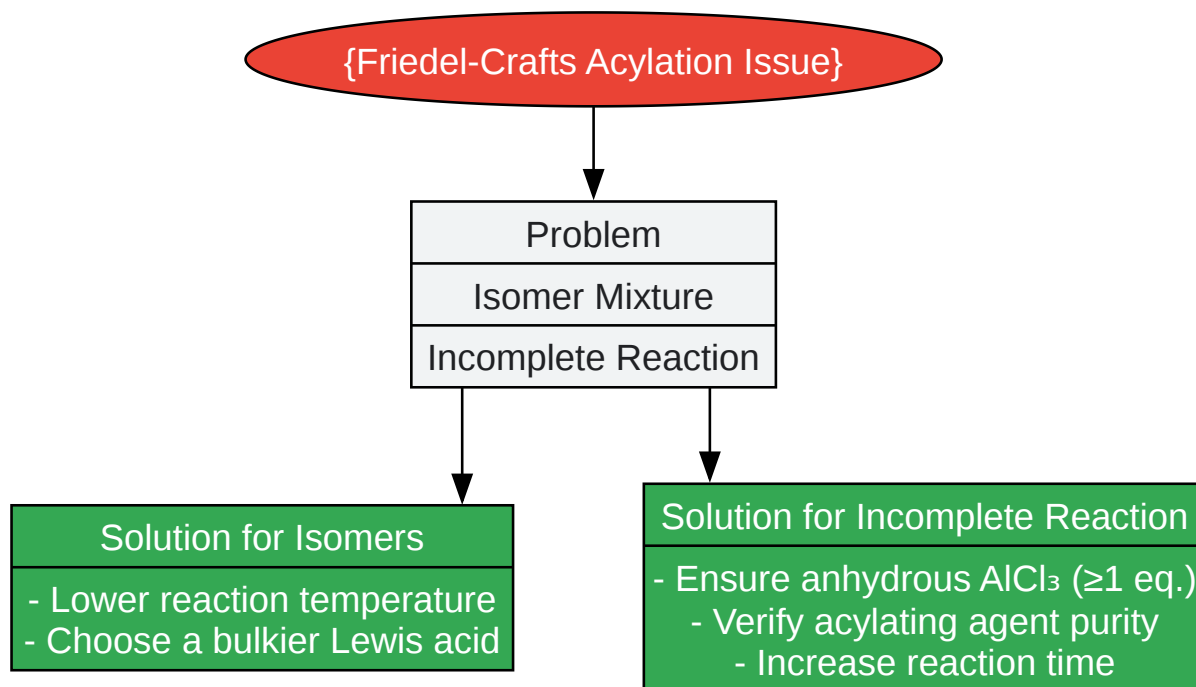 {Friedel-Crafts Acylation Issue}
Problem
Isomer Mixture
Incomplete Reaction
Solution for Isomers
- Lower reaction temperature
- Choose a bulkier Lewis acid
Solution for Incomplete Reaction
- Ensure anhydrous AlCl₃ (≥1 eq.)
- Verify acylating agent purity
- Increase reaction time